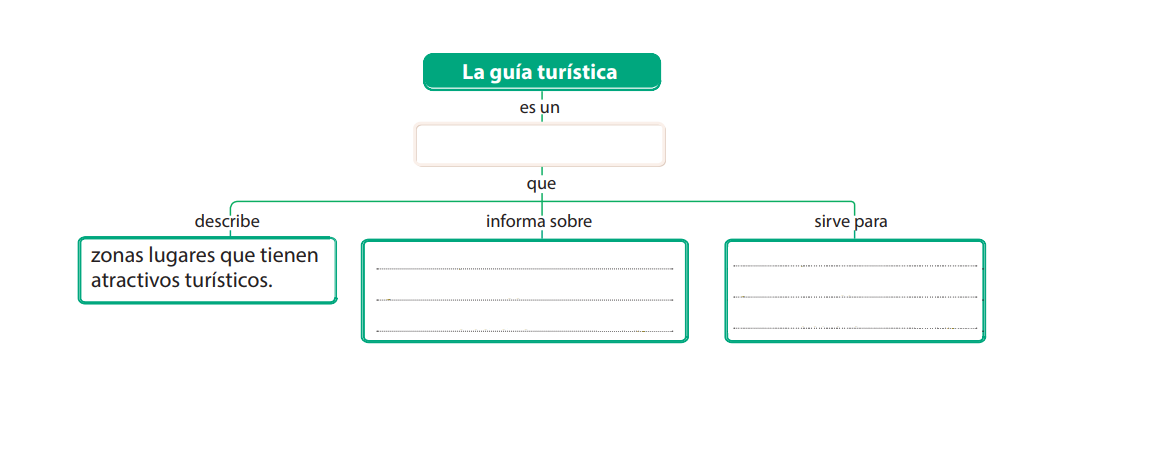 La guía turística
es un
que
describe
informa sobre
sirve para
zonas lugares que tienen
atractivos turísticos.